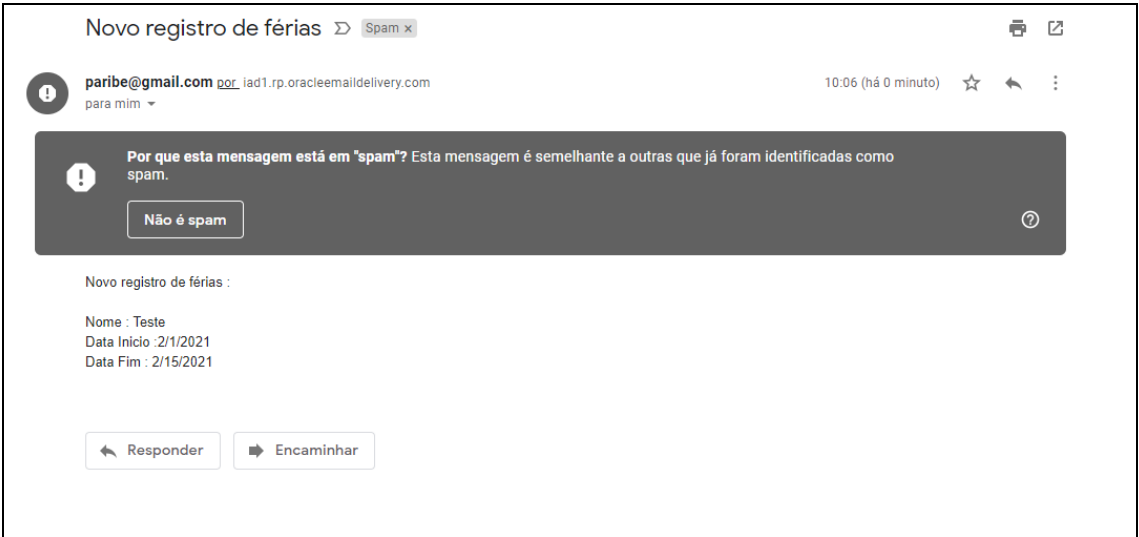 Novo registro de férias Spam x
paribe@gmail.com por iad1.rp.oracleemaildelivery.com 10:06 (há 0 minuto)
para mim
Por que esta mensagem está em "spam"? Esta mensagem é semelhante a outras que já foram identificadas como
spam.
Não é spam
Novo registro de férias :
Nome : Teste
Data Inicio :2/1/2021
Data Fim : 2/15/2021
Responder Encaminhar